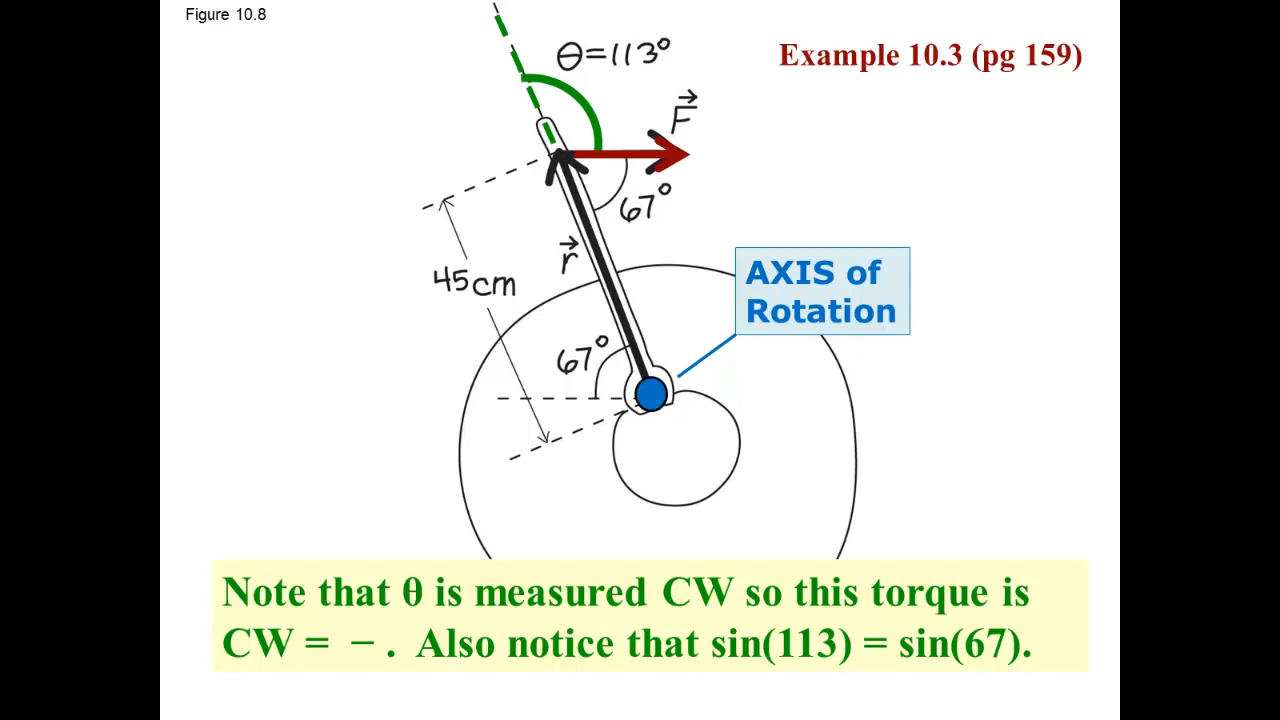 Figure 10.8
Example 10.3 (pg 159)
θ=113°
F
67°
r
45cm
AXIS of
Rotation
67°
Note that θ is measured CW so this torque is
CW = − . Also notice that sin(113) = sin(67).